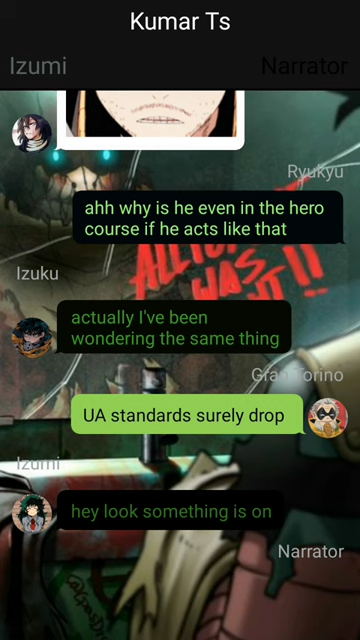 Kumar Ts
Izumi
Narrator
Ryukyu
ahh why is he even in the hero
course if he acts like that
Izuku
actually I've been
wondering the same thing
Gran Torino
UA standards surely drop
Izumi
hey look something is on
Narrator